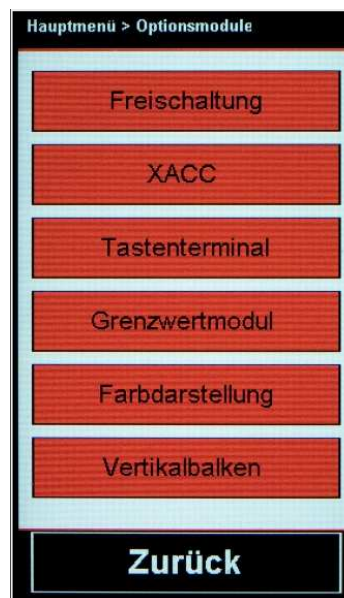 Hauptmenü > Optionsmodule
Freischaltung
XACC
Tastenterminal
Grenzwertmodul
Farbdarstellung
Vertikalbalken
Zurück